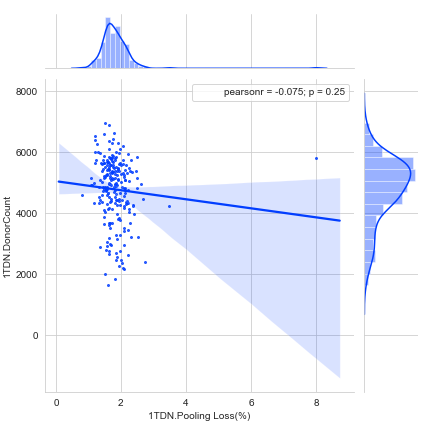 pearsonr = -0.075; p = 0.25
8000
6000
4000
2000
0
1TDN.DonorCount
0 2 4 6 8
1TDN.Pooling Loss(%)